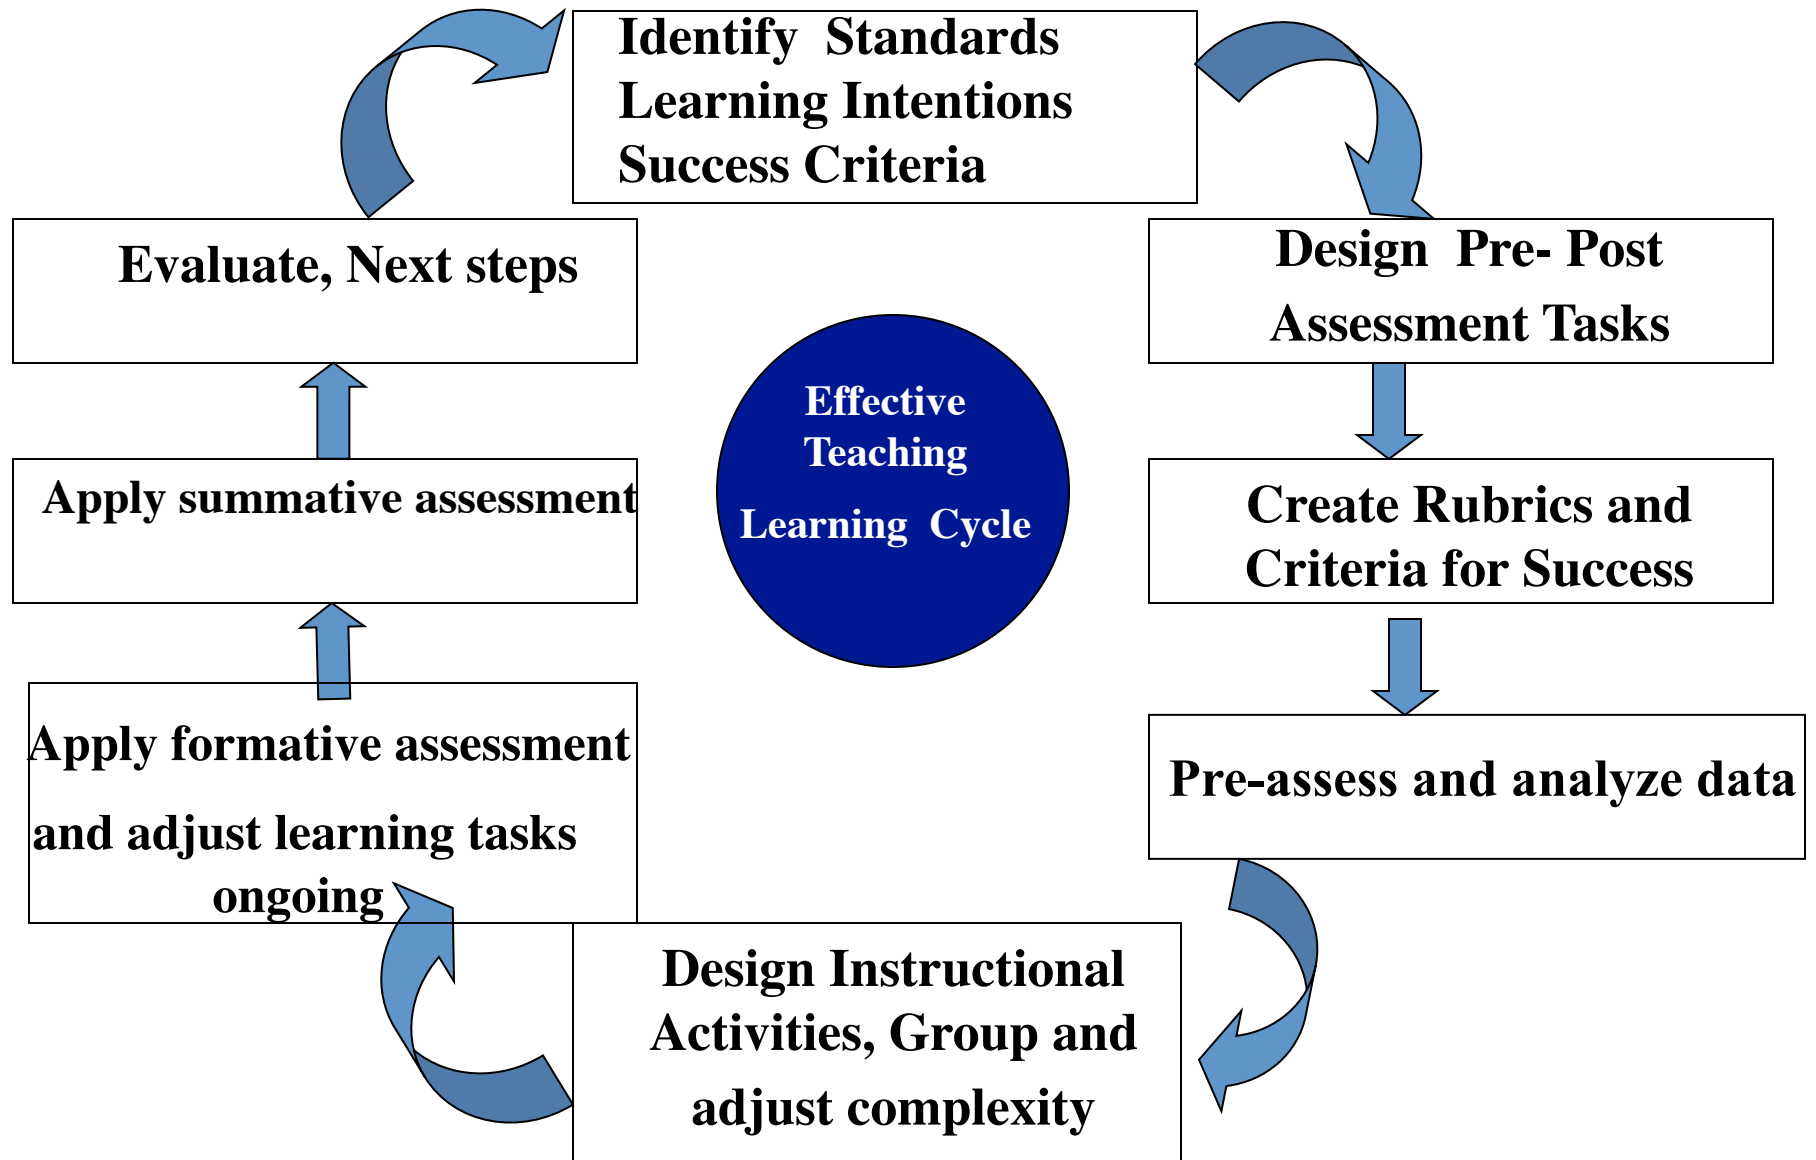 Identify Standards
Learning Intentions
Success Criteria
Design Pre- Post
Assessment Tasks
Create Rubrics and
Criteria for Success
Pre-assess and analyze data
Design Instructional
Activities, Group and
adjust complexity
Apply formative assessment
and adjust learning tasks
ongoing
Apply summative assessment
Evaluate, Next steps
Effective
Teaching
Learning Cycle